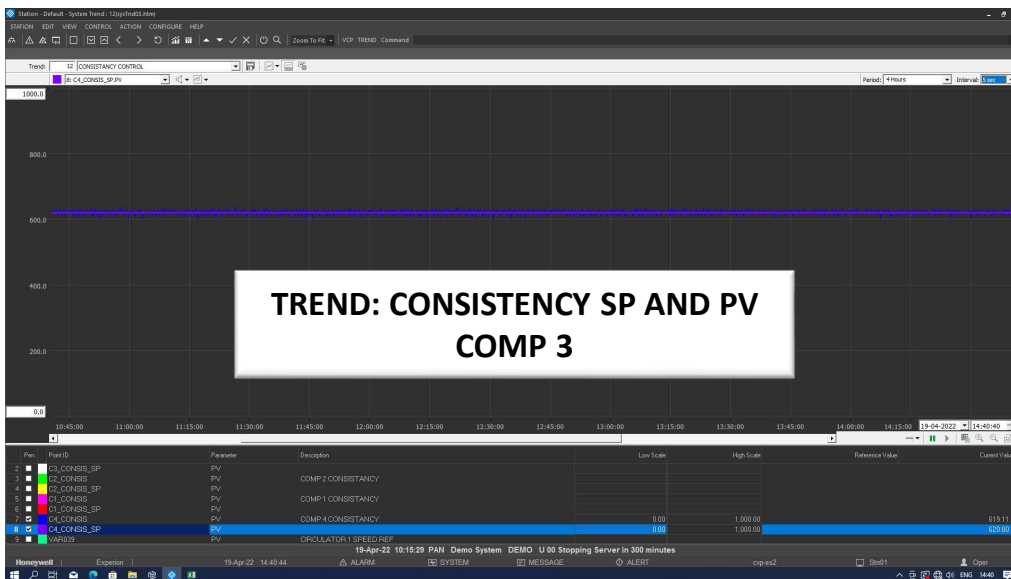 Station - Default - System Trend : 12(sysTrnd03.htm)
STATION EDIT VIEW CONTROL ACTION CONFIGURE HELP
Zoom To Fit VCP TREND Command
Trend: 12 CONSISTANCY CONTROL
8: C4_CONSIS_SP.PV Period: 4 Hours Interval: 5 sec
1000.0
800.0
600.0
400.0
200.0
0.0
TREND: CONSISTENCY SP AND PV
COMP 3
10:45:00 11:00:00 11:15:00 11:30:00 11:45:00 12:00:00 12:15:00 12:30:00 12:45:00 13:00:00 13:15:00 13:30:00 13:45:00 14:00:00 14:15:00 19-04-2022 14:40:40
Pen Point ID Parameter Description Low Scale High Scale Reference Value Current Valu
2 C3_CONSIS_SP PV
3 C2_CONSIS PV COMP 2 CONSISTANCY
4 C2_CONSIS_SP PV
5 C1_CONSIS PV COMP 1 CONSISTANCY
6 C1_CONSIS_SP PV
7 C4_CONSIS PV COMP 4 CONSISTANCY 0.00 1,000.00 619.11
8 C4_CONSIS_SP PV 0.00 1,000.00 620.00
9 VAR039 PV CIRCULATOR 1 SPEED REF
19-Apr-22 10:15:29 PAN Demo System DEMO U 00 Stopping Server in 300 minutes
Honeywell Experion 19-Apr-22 14:40:44 ALARM SYSTEM MESSAGE ALERT cvp-es2 Stn01 Oper
ENG 14:40